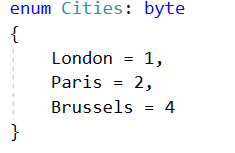 enum Cities: byte
{
    London = 1,
    Paris = 2,
    Brussels = 4
}